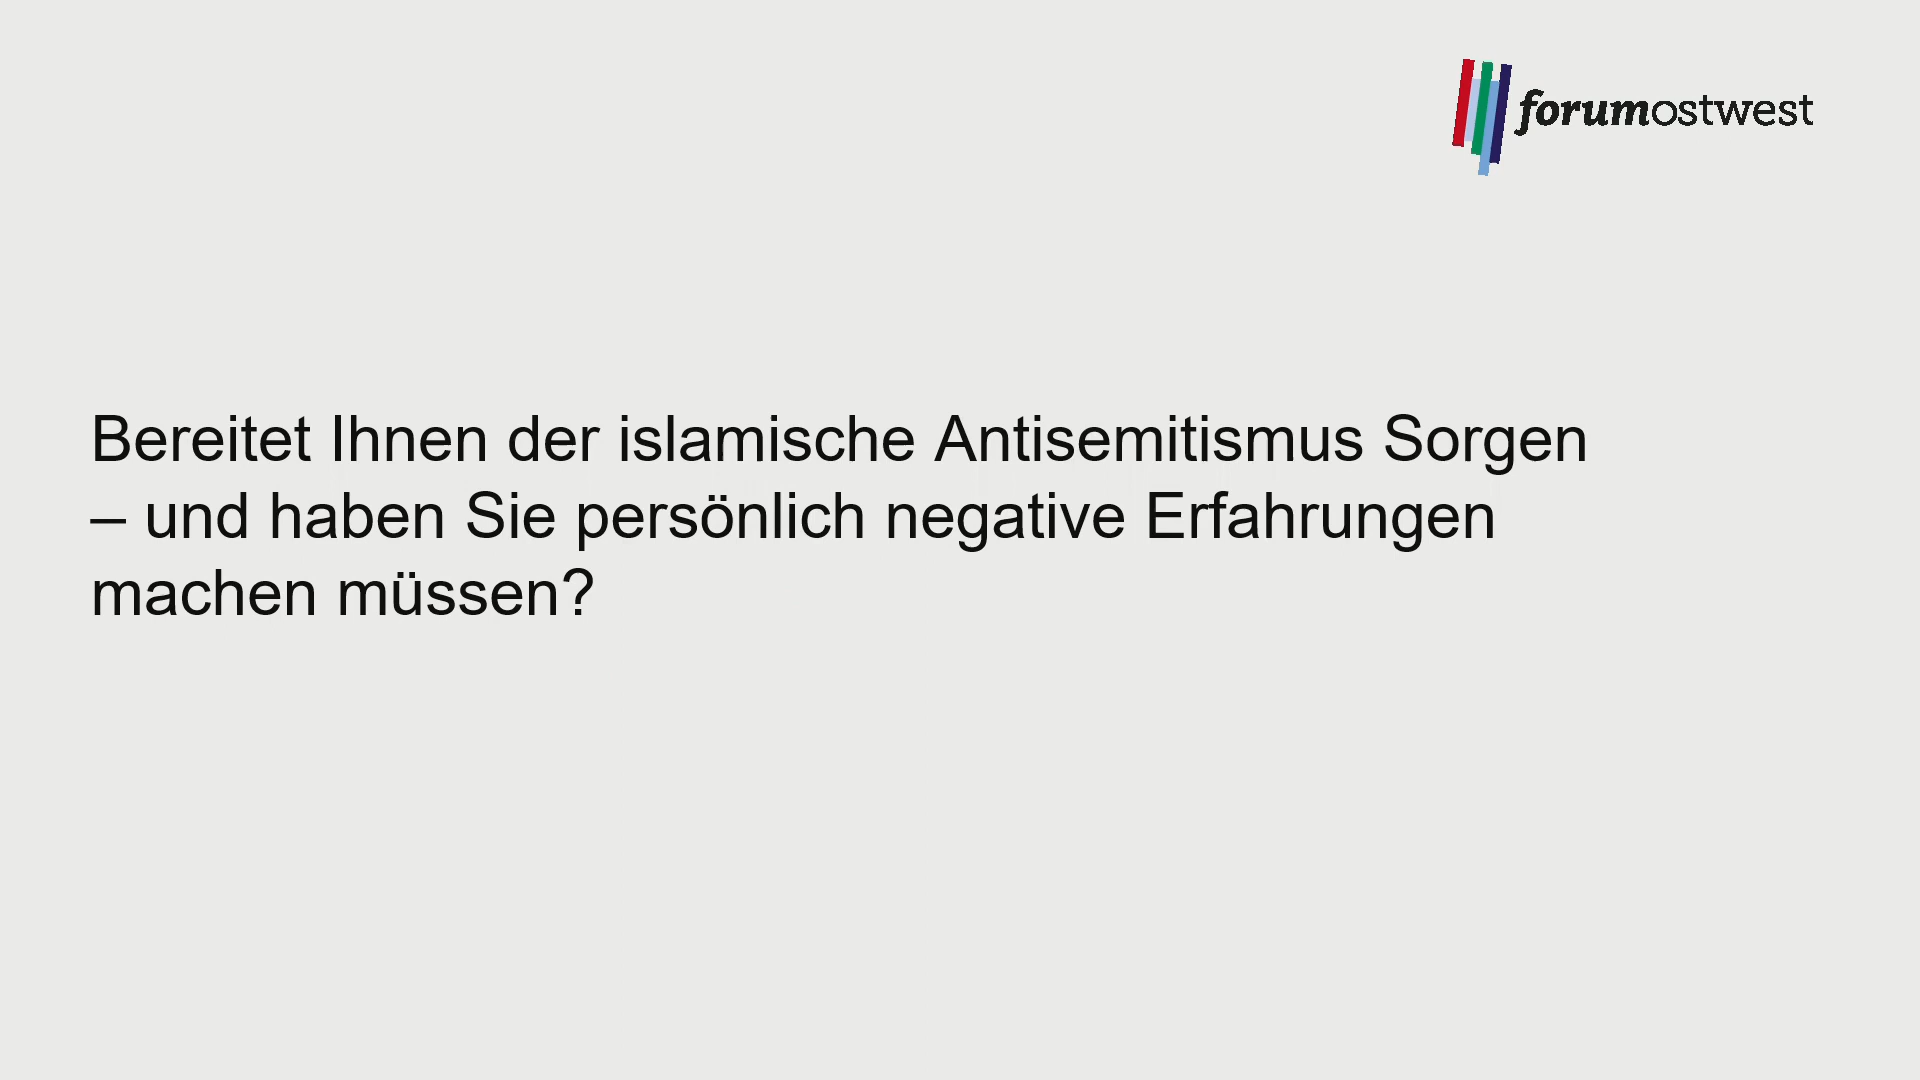 forumostwest
Bereitet Ihnen der islamische Antisemitismus Sorgen
– und haben Sie persönlich negative Erfahrungen
machen müssen?